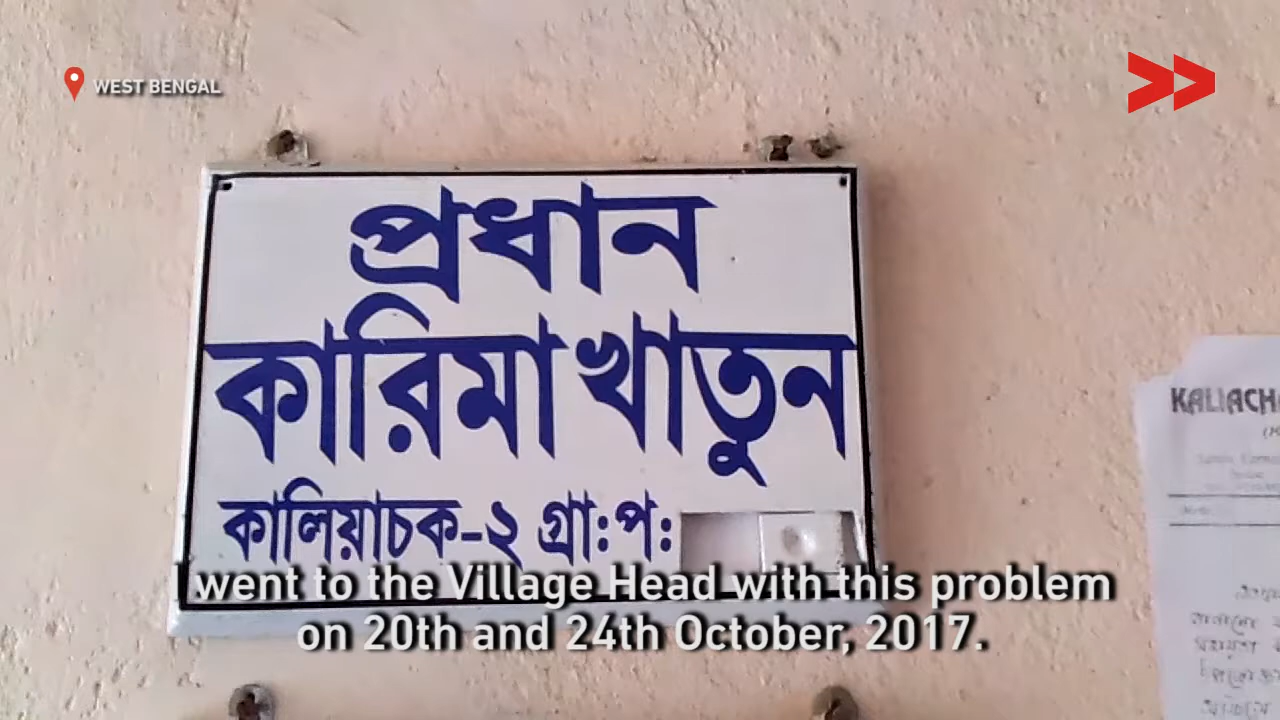 WEST BENGAL
প্রধান
কারিমা খাতুন
কালিয়াচক-২ গ্রা:প:
I went to the Village Head with this problem
on 20th and 24th October, 2017.